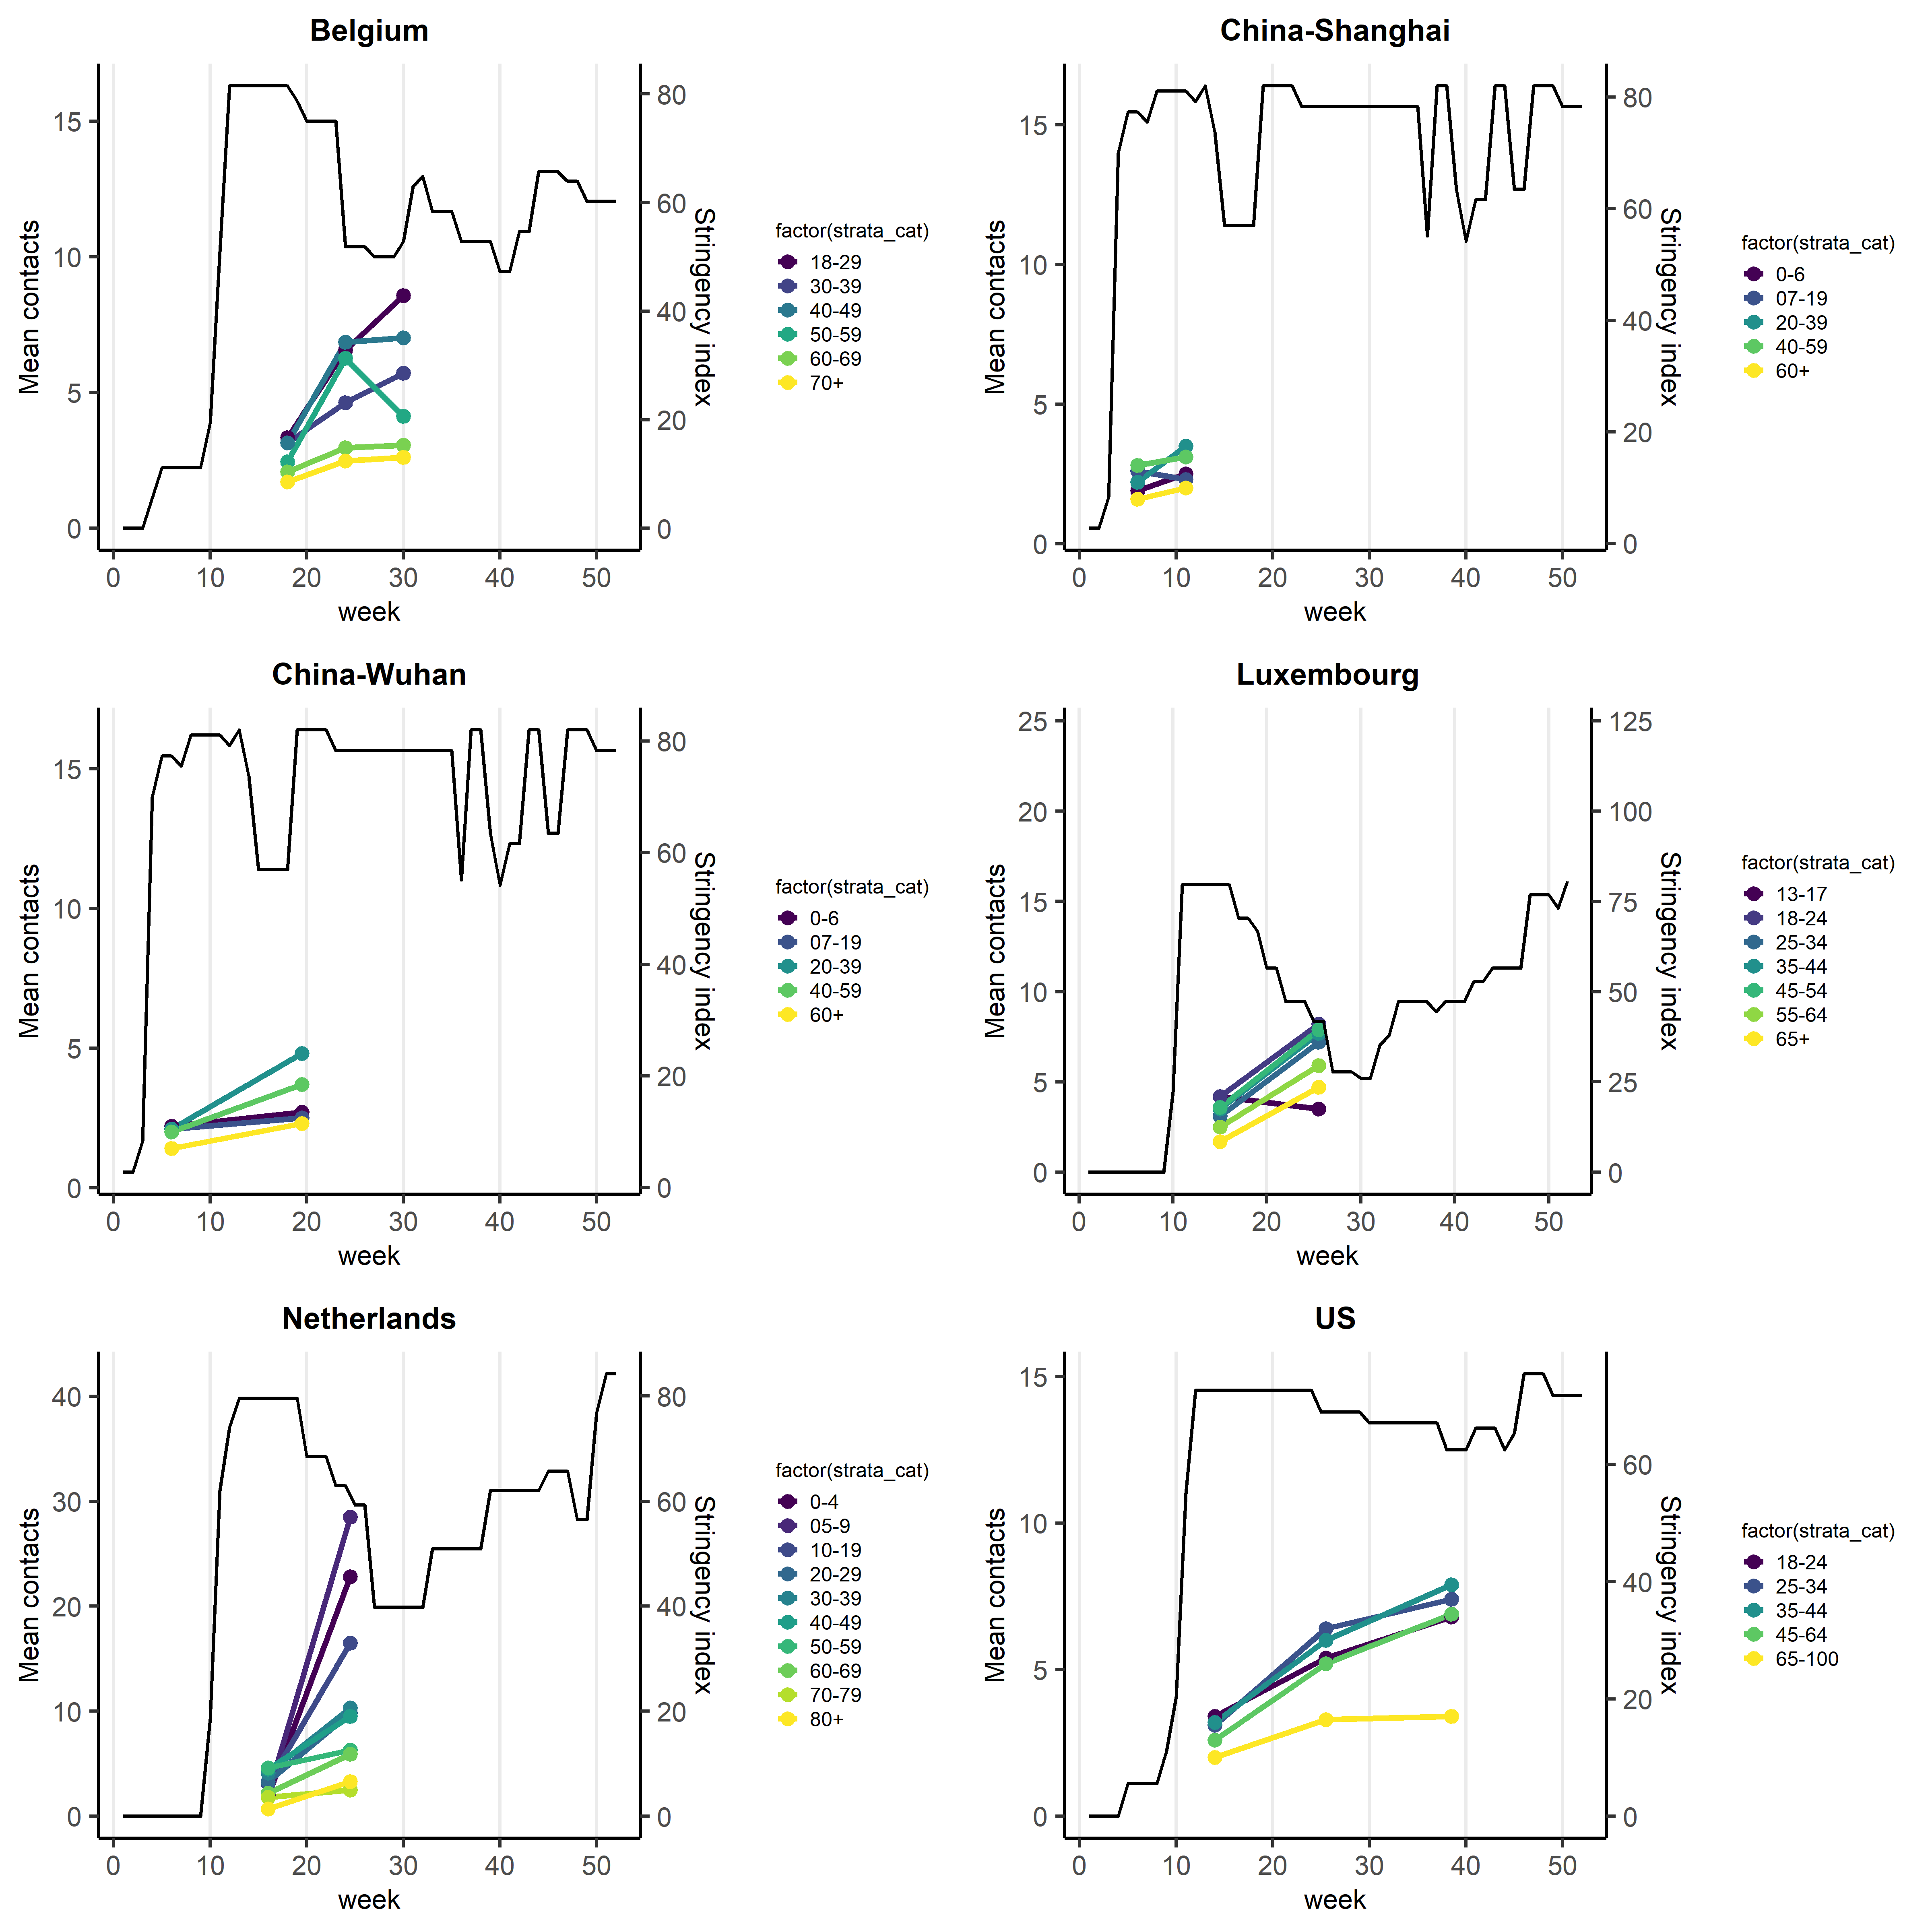 Belgium
15
10
5
0
Mean contacts
80
60
40
20
0
Stringency index
0 10 20 30 40 50
week
factor(strata_cat)
18-29
30-39
40-49
50-59
60-69
70+
China-Shanghai
15
10
5
0
Mean contacts
80
60
40
20
0
Stringency index
0 10 20 30 40 50
week
factor(strata_cat)
0-6
07-19
20-39
40-59
60+
China-Wuhan
15
10
5
0
Mean contacts
80
60
40
20
0
Stringency index
0 10 20 30 40 50
week
factor(strata_cat)
0-6
07-19
20-39
40-59
60+
Luxembourg
25
20
15
10
5
0
Mean contacts
125
100
75
50
25
0
Stringency index
0 10 20 30 40 50
week
factor(strata_cat)
13-17
18-24
25-34
35-44
45-54
55-64
65+
Netherlands
40
30
20
10
0
Mean contacts
80
60
40
20
0
Stringency index
0 10 20 30 40 50
week
factor(strata_cat)
0-4
05-9
10-19
20-29
30-39
40-49
50-59
60-69
70-79
80+
US
15
10
5
0
Mean contacts
60
40
20
0
Stringency index
0 10 20 30 40 50
week
factor(strata_cat)
18-24
25-34
35-44
45-64
65-100